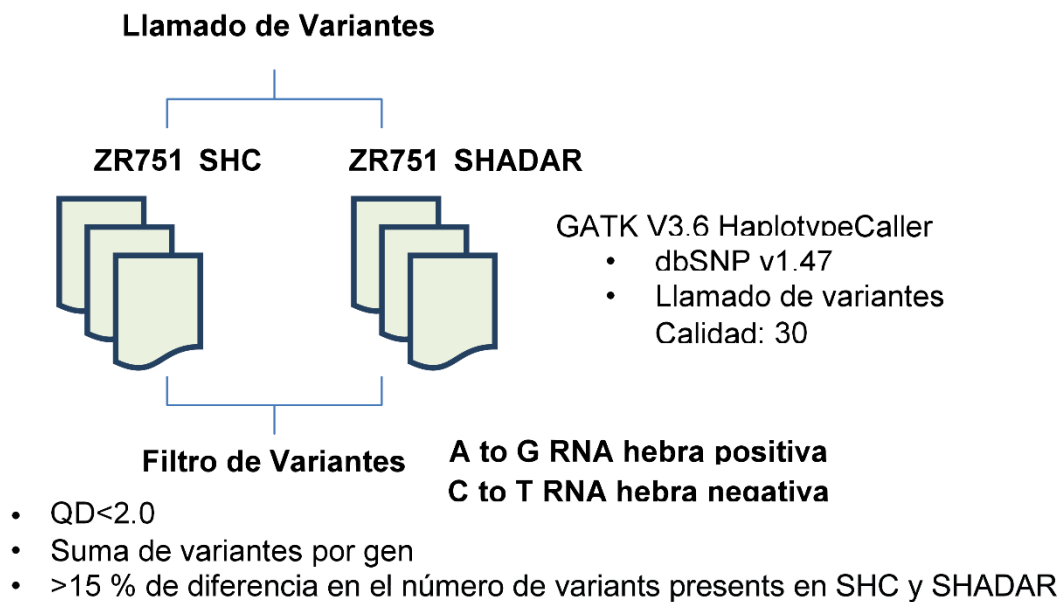 Llamado de Variantes
ZR751 SHC
ZR751 SHADAR
GATK V3.6 HaplotypeCaller
• dbSNP v1.47
• Llamado de variantes
Calidad: 30
Filtro de Variantes
A to G RNA hebra positiva
C to T RNA hebra negativa
• QD<2.0
• Suma de variantes por gen
• >15 % de diferencia en el número de variants presents en SHC y SHADAR